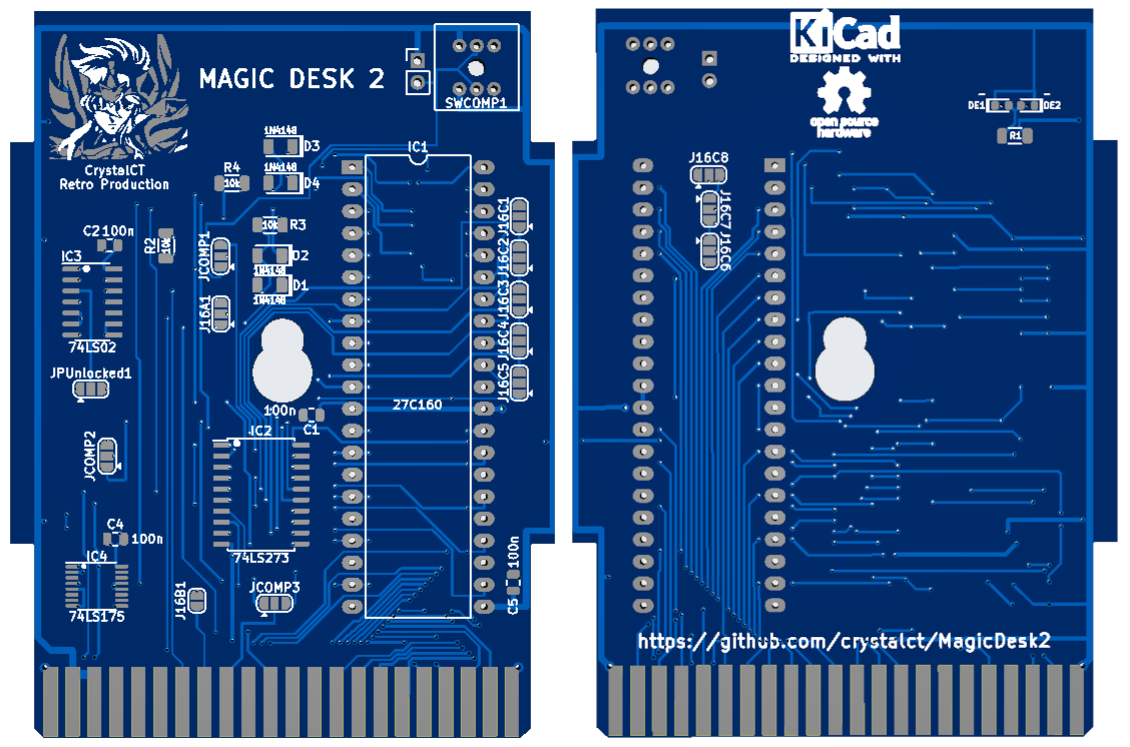 MAGIC DESK 2
SWCOMP1
CrystalCT
Retro Production
1N4148
D3
1N4148
D4
R4
10k
IC1
R3
10k
C2 100n
R2
10k
JCOMP1
IC3
D2
1N4148
D1
1N4148
J16A1
74LS02
JPUnlocked1
J16C1
J16C2
J16C3
J16C4
J16C5
27C160
100n
C1
IC2
JCOMP2
C4
100n
IC4
74LS273
74LS175
J16B1
JCOMP3
100n
C5
KiCad
DESIGNED WITH
open source
hardware
DE1
DE2
R1
J16C8
J16C7
J16C6
https://github.com/crystalct/MagicDesk2